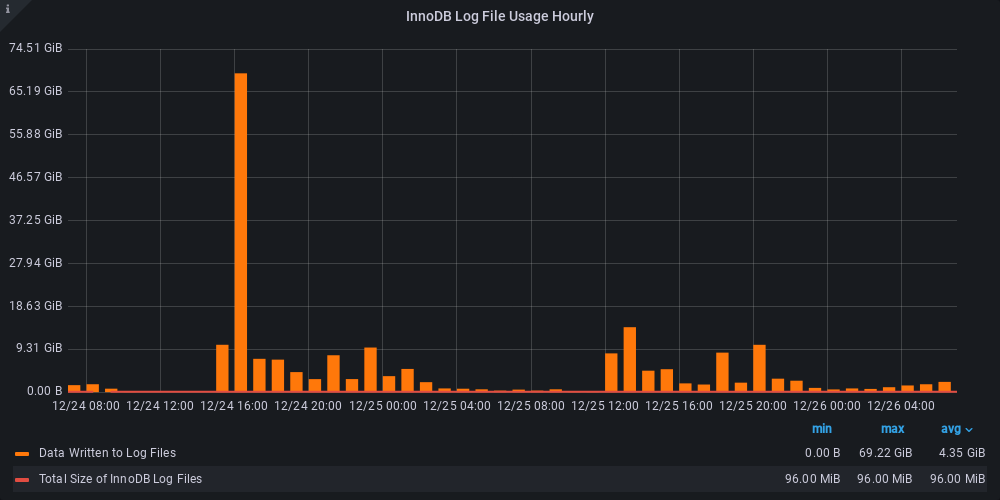 i
InnoDB Log File Usage Hourly
74.51 GiB
65.19 GiB
55.88 GiB
46.57 GiB
37.25 GiB
27.94 GiB
18.63 GiB
9.31 GiB
0.00 B
12/24 08:00 12/24 12:00 12/24 16:00 12/24 20:00 12/25 00:00 12/25 04:00 12/25 08:00 12/25 12:00 12/25 16:00 12/25 20:00 12/26 00:00 12/26 04:00
min max avg
Data Written to Log Files 0.00 B 69.22 GiB 4.35 GiB
Total Size of InnoDB Log Files 96.00 MiB 96.00 MiB 96.00 MiB